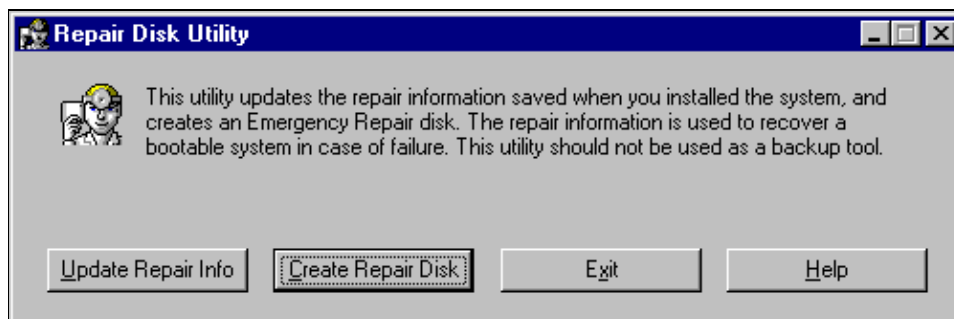 Repair Disk Utility
This utility updates the repair information saved when you installed the system, and
creates an Emergency Repair disk. The repair information is used to recover a
bootable system in case of failure. This utility should not be used as a backup tool.
Update Repair Info Create Repair Disk Exit Help